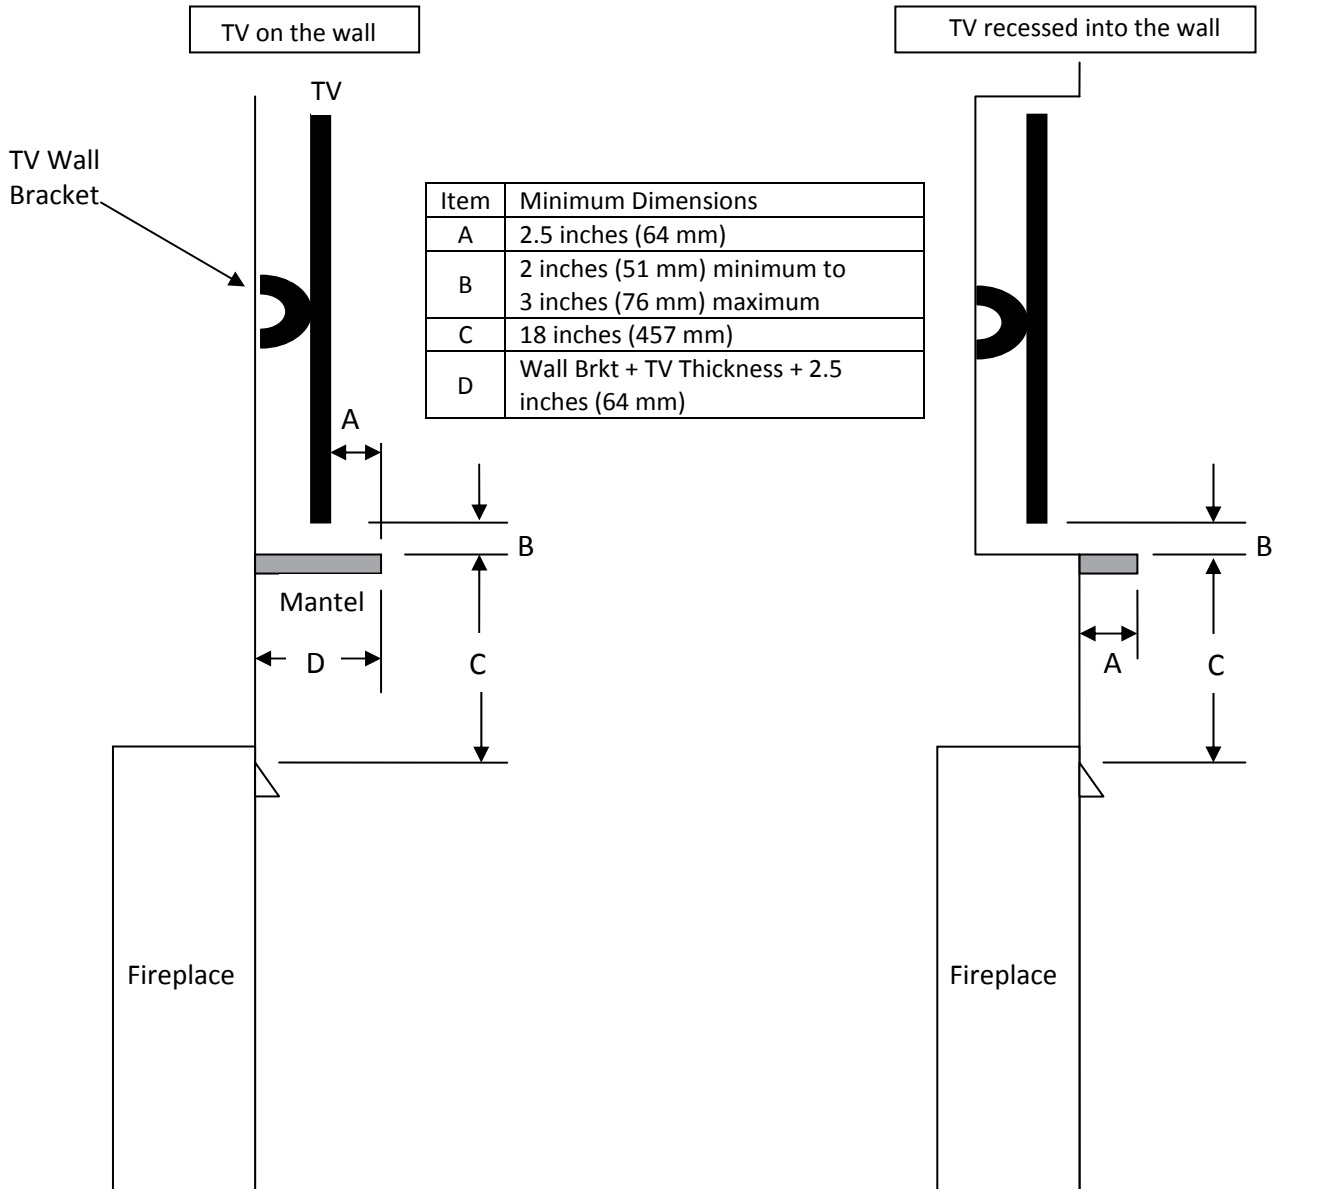 TV on the wall
TV recessed into the wall
TV
TV Wall
Bracket
Item Minimum Dimensions
A 2.5 inches (64 mm)
B 2 inches (51 mm) minimum to
3 inches (76 mm) maximum
C 18 inches (457 mm)
D Wall Brkt + TV Thickness + 2.5
inches (64 mm)
A
B
B
Mantel
D
C
A
C
Fireplace
Fireplace